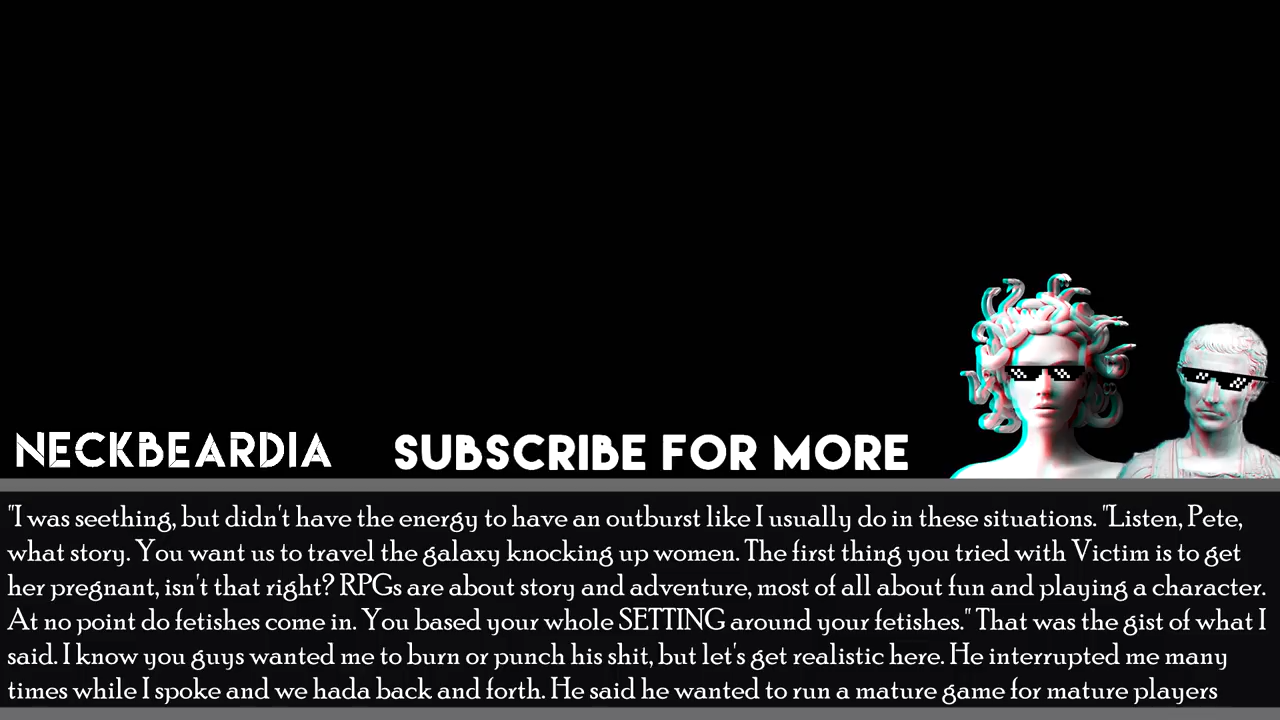 NECKBEARDIA
SUBSCRIBE FOR MORE
"I was seething, but didn't have the energy to have an outburst like I usually do in these situations. "Listen, Pete,
what story. You want us to travel the galaxy knocking up women. The first thing you tried with Victim is to get
her pregnant, isn't that right? RPGs are about story and adventure, most of all about fun and playing a character.
At no point do fetishes come in. You based your whole SETTING around your fetishes." That was the gist of what I
said. I know you guys wanted me to burn or punch his shit, but let's get realistic here. He interrupted me many
times while I spoke and we hada back and forth. He said he wanted to run a mature game for mature players